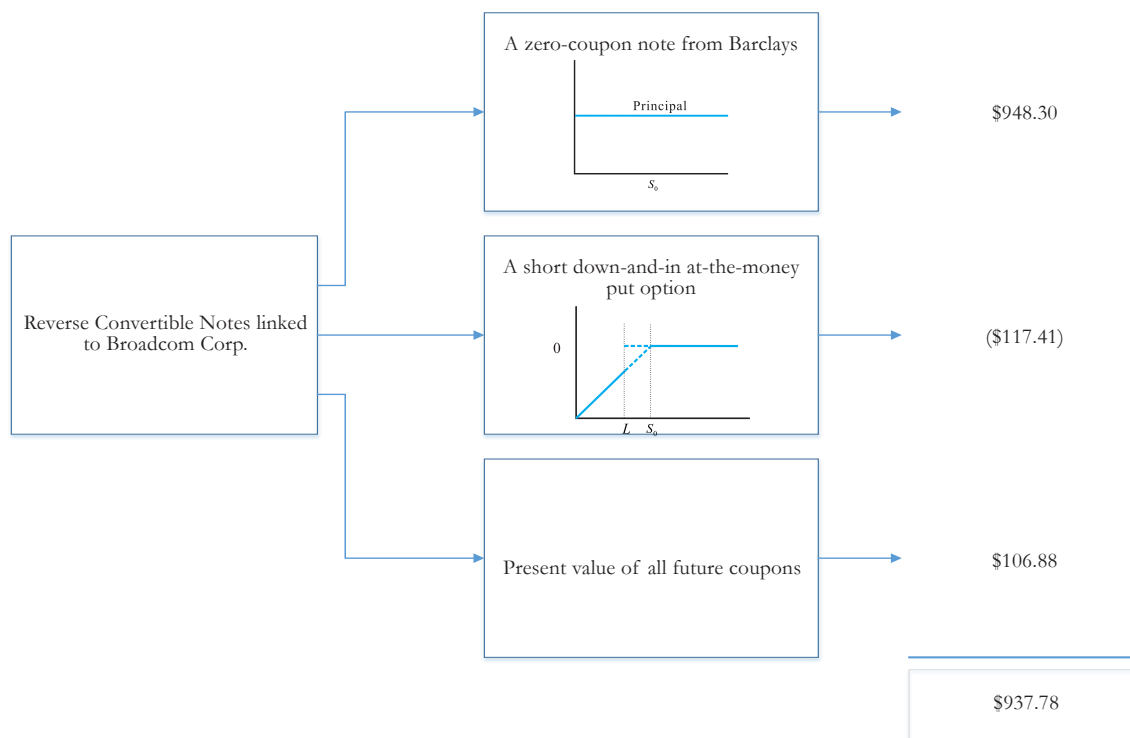 A zero-coupon note from Barclays
Principal
S₀
$948.30
Reverse Convertible Notes linked
to Broadcom Corp.
A short down-and-in at-the-money
put option
0
L S₀
($117.41)
Present value of all future coupons
$106.88
$937.78